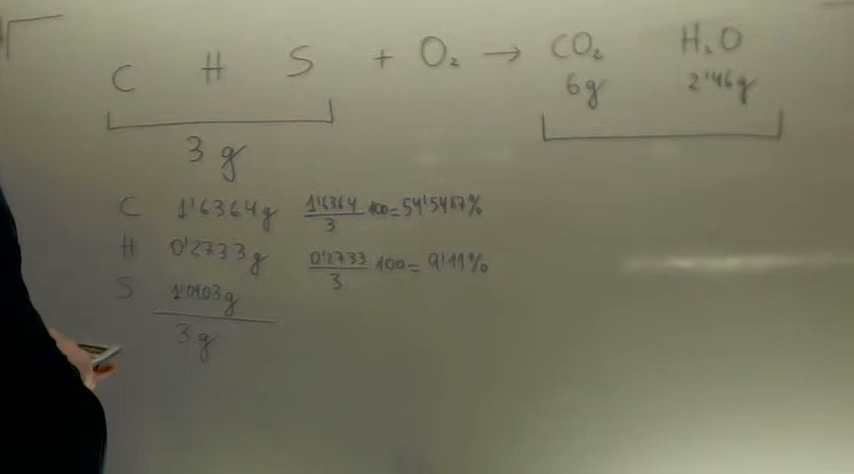 C H S + O₂ → CO₂ H₂O
6g 2'46g
3 g
C 1'6364g 1'6364/3 100=54'5467%
H 0'2733g 0'2733/3 100= 9'11%
S 1'0903g
3 g